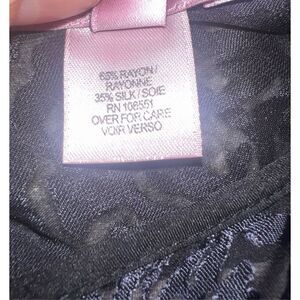 65% RAYON/
RAYONNE
35% SILK/SOIE
RN 106551
OVER FOR CARE
VOIR VERSO